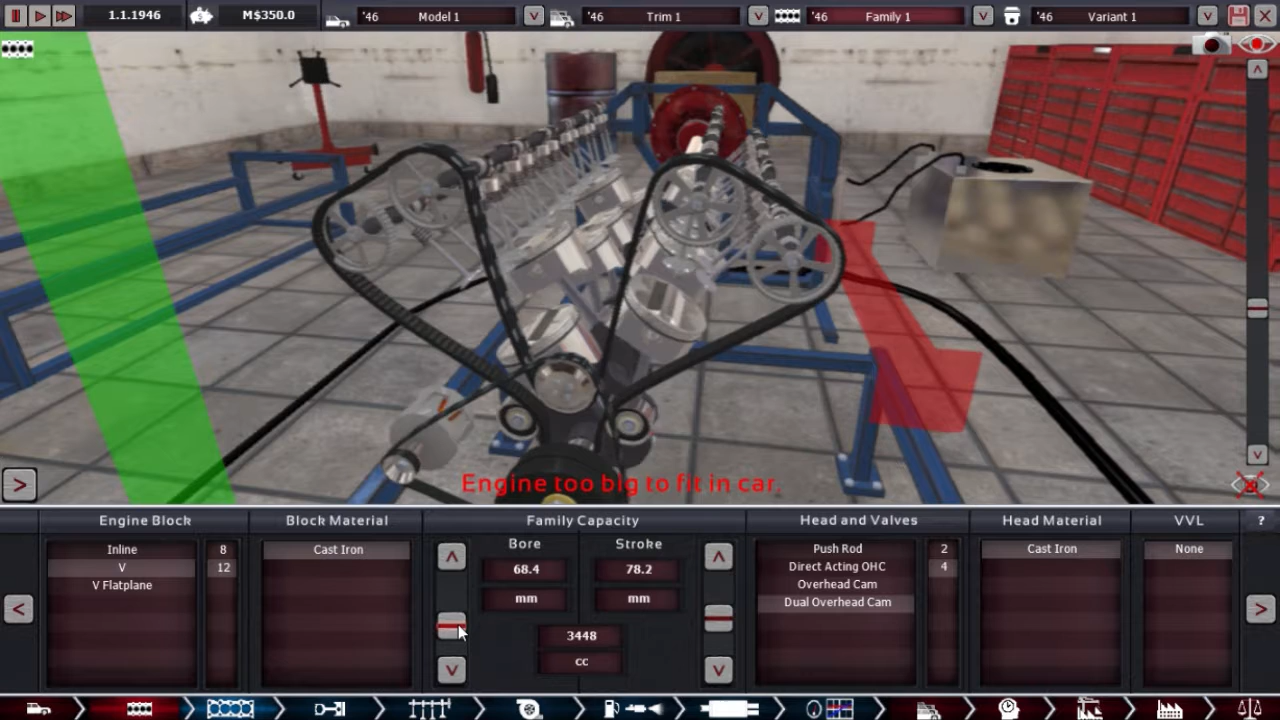 1.1.1946
M$350.0
'46 Model 1 V
'46 Trim 1 V
'46 Family 1 V
'46 Variant 1 V
Engine too big to fit in car.
Engine Block
Block Material
Family Capacity
Head and Valves
Head Material
VVL
?
Inline 8
V 12
V Flatplane
Cast Iron
Bore
68.4
mm
Stroke
78.2
mm
3448
cc
Push Rod 2
Direct Acting OHC 4
Overhead Cam
Dual Overhead Cam
Cast Iron
None